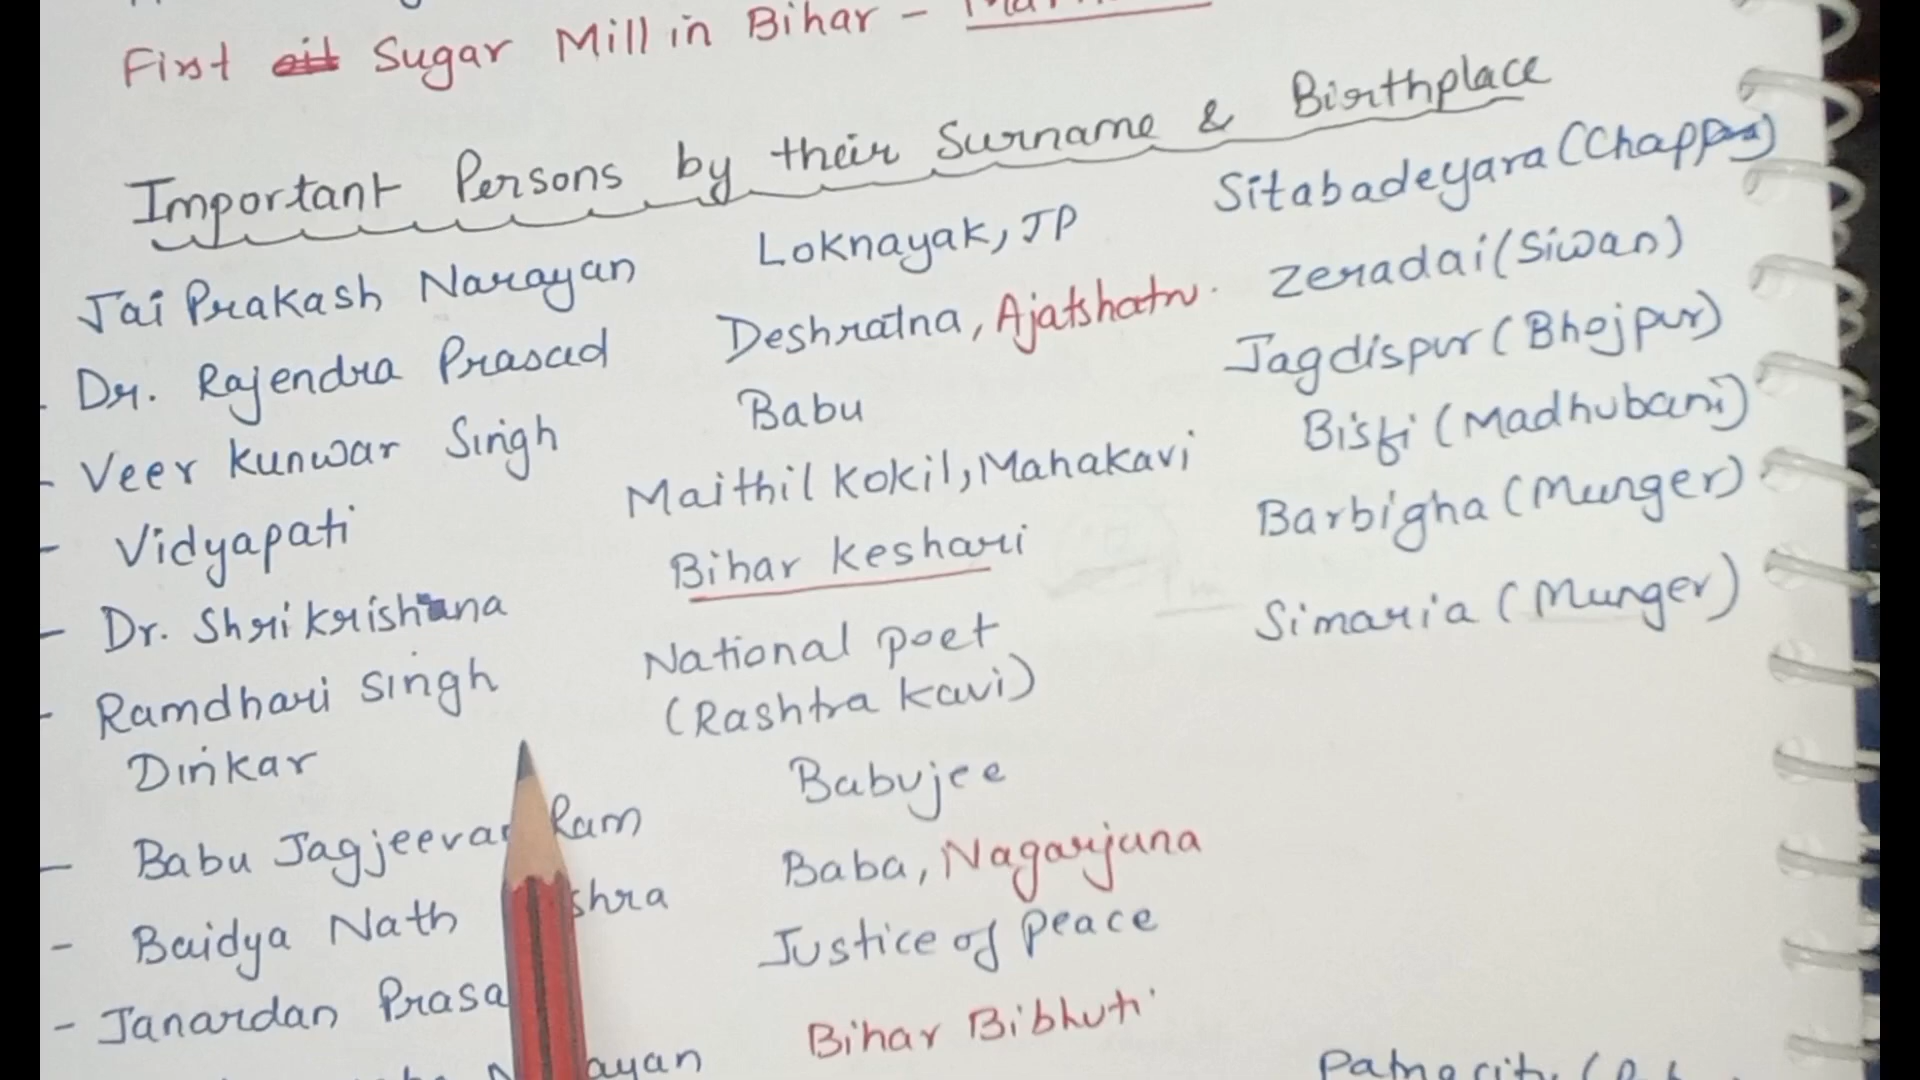 First Sugar Mill in Bihar -
Important Persons by their Surname & Birthplace
Jai Prakash Narayan Loknayak, JP Sitabadeyara (Chappra)
- Dr. Rajendra Prasad Deshratna, Ajatshatru. Zeradai (Siwan)
- Veer Kunwar Singh Babu Jagdispur (Bhojpur)
- Vidyapati Maithil Kokil, Mahakavi Bisfi (Madhubani)
- Dr. Shrikrishna Bihar Keshari Barbigha (Munger)
- Ramdhari Singh National poet Simaria (Munger)
Dinkar (Rashtra Kavi)
- Babu Jagjeevan Ram Babujee
- Baidya Nath Baba, Nagarjuna
- Janardan Justice of Peace
Bihar Bibhuti